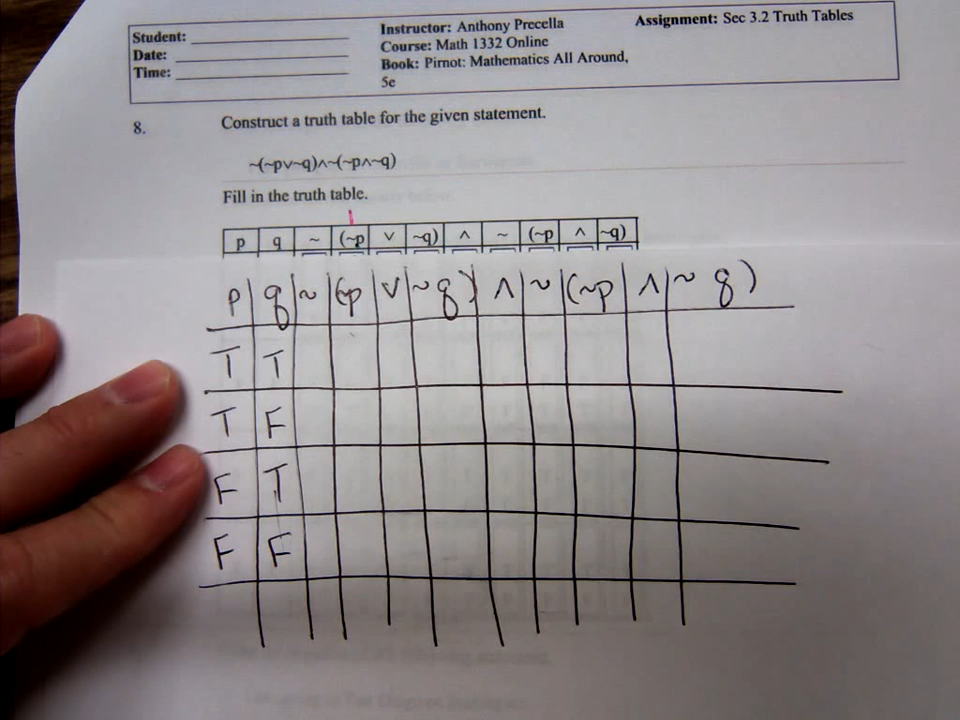 Student:
Date:
Time:
Instructor: Anthony Precella
Course: Math 1332 Online
Book: Pirnot: Mathematics All Around,
5e
Assignment: Sec 3.2 Truth Tables
8. Construct a truth table for the given statement.
~(~p∨~q)∧~(~p∧~q)
Fill in the truth table.
p q ~ (~p ∨ ~q) ∧ ~ (~p ∧ ~q)
p q ~ (~p ∨ ~q) ∧ ~ (~p ∧ ~q)
T T
T F
F T
F F